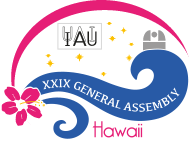 IAU
XXIX GENERAL ASSEMBLY
Hawaii